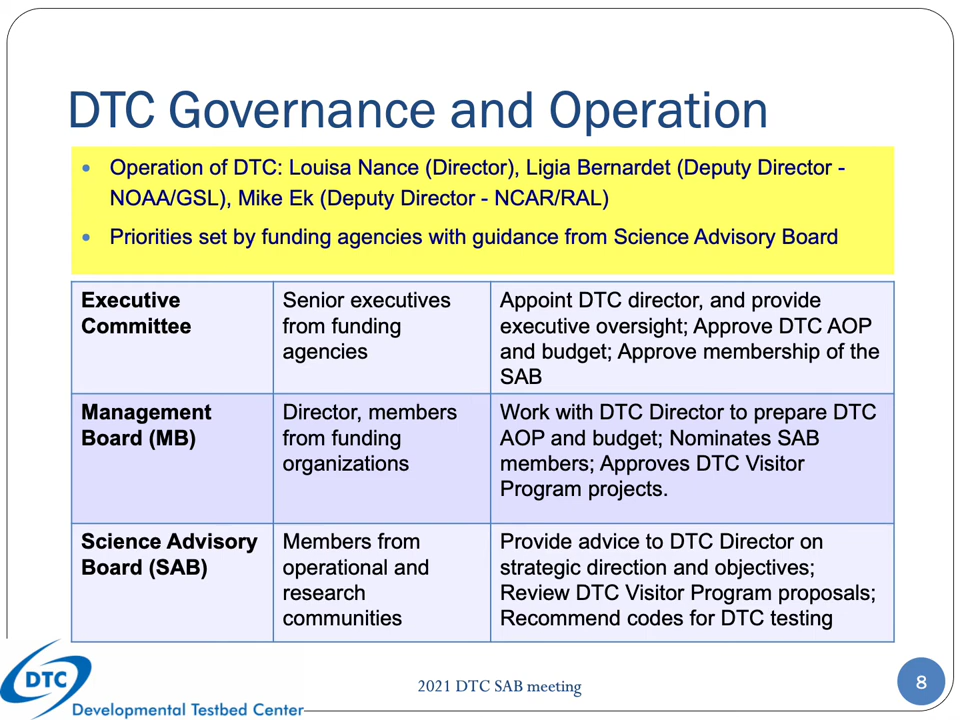 DTC Governance and Operation
• Operation of DTC: Louisa Nance (Director), Ligia Bernardet (Deputy Director -
NOAA/GSL), Mike Ek (Deputy Director - NCAR/RAL)
• Priorities set by funding agencies with guidance from Science Advisory Board
Executive
Committee
Senior executives
from funding
agencies
Appoint DTC director, and provide
executive oversight; Approve DTC AOP
and budget; Approve membership of the
SAB
Management
Board (MB)
Director, members
from funding
organizations
Work with DTC Director to prepare DTC
AOP and budget; Nominates SAB
members; Approves DTC Visitor
Program projects.
Science Advisory
Board (SAB)
Members from
operational and
research
communities
Provide advice to DTC Director on
strategic direction and objectives;
Review DTC Visitor Program proposals;
Recommend codes for DTC testing
DTC
Developmental Testbed Center
2021 DTC SAB meeting
8